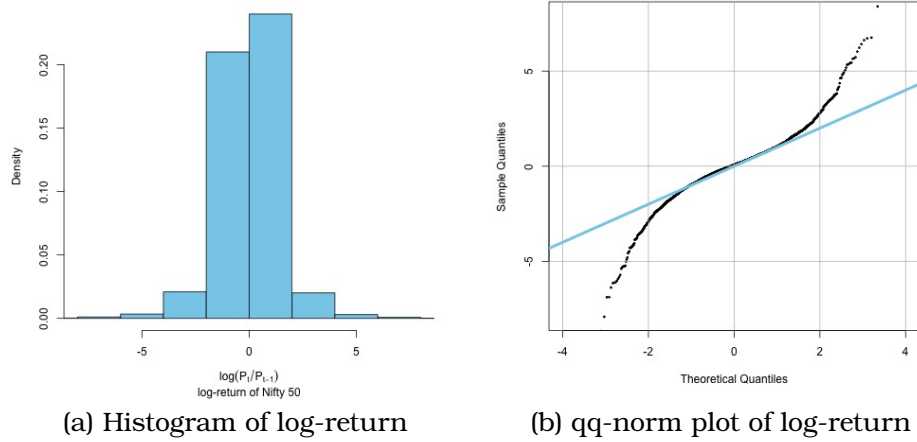 Density
0.00
0.05
0.10
0.15
0.20
-5
0
5
log(Pt/Pt−1)
log-return of Nifty 50
(a) Histogram of log-return
Sample Quantiles
-5
0
5
-4
-2
0
2
4
Theoretical Quantiles
(b) qq-norm plot of log-return